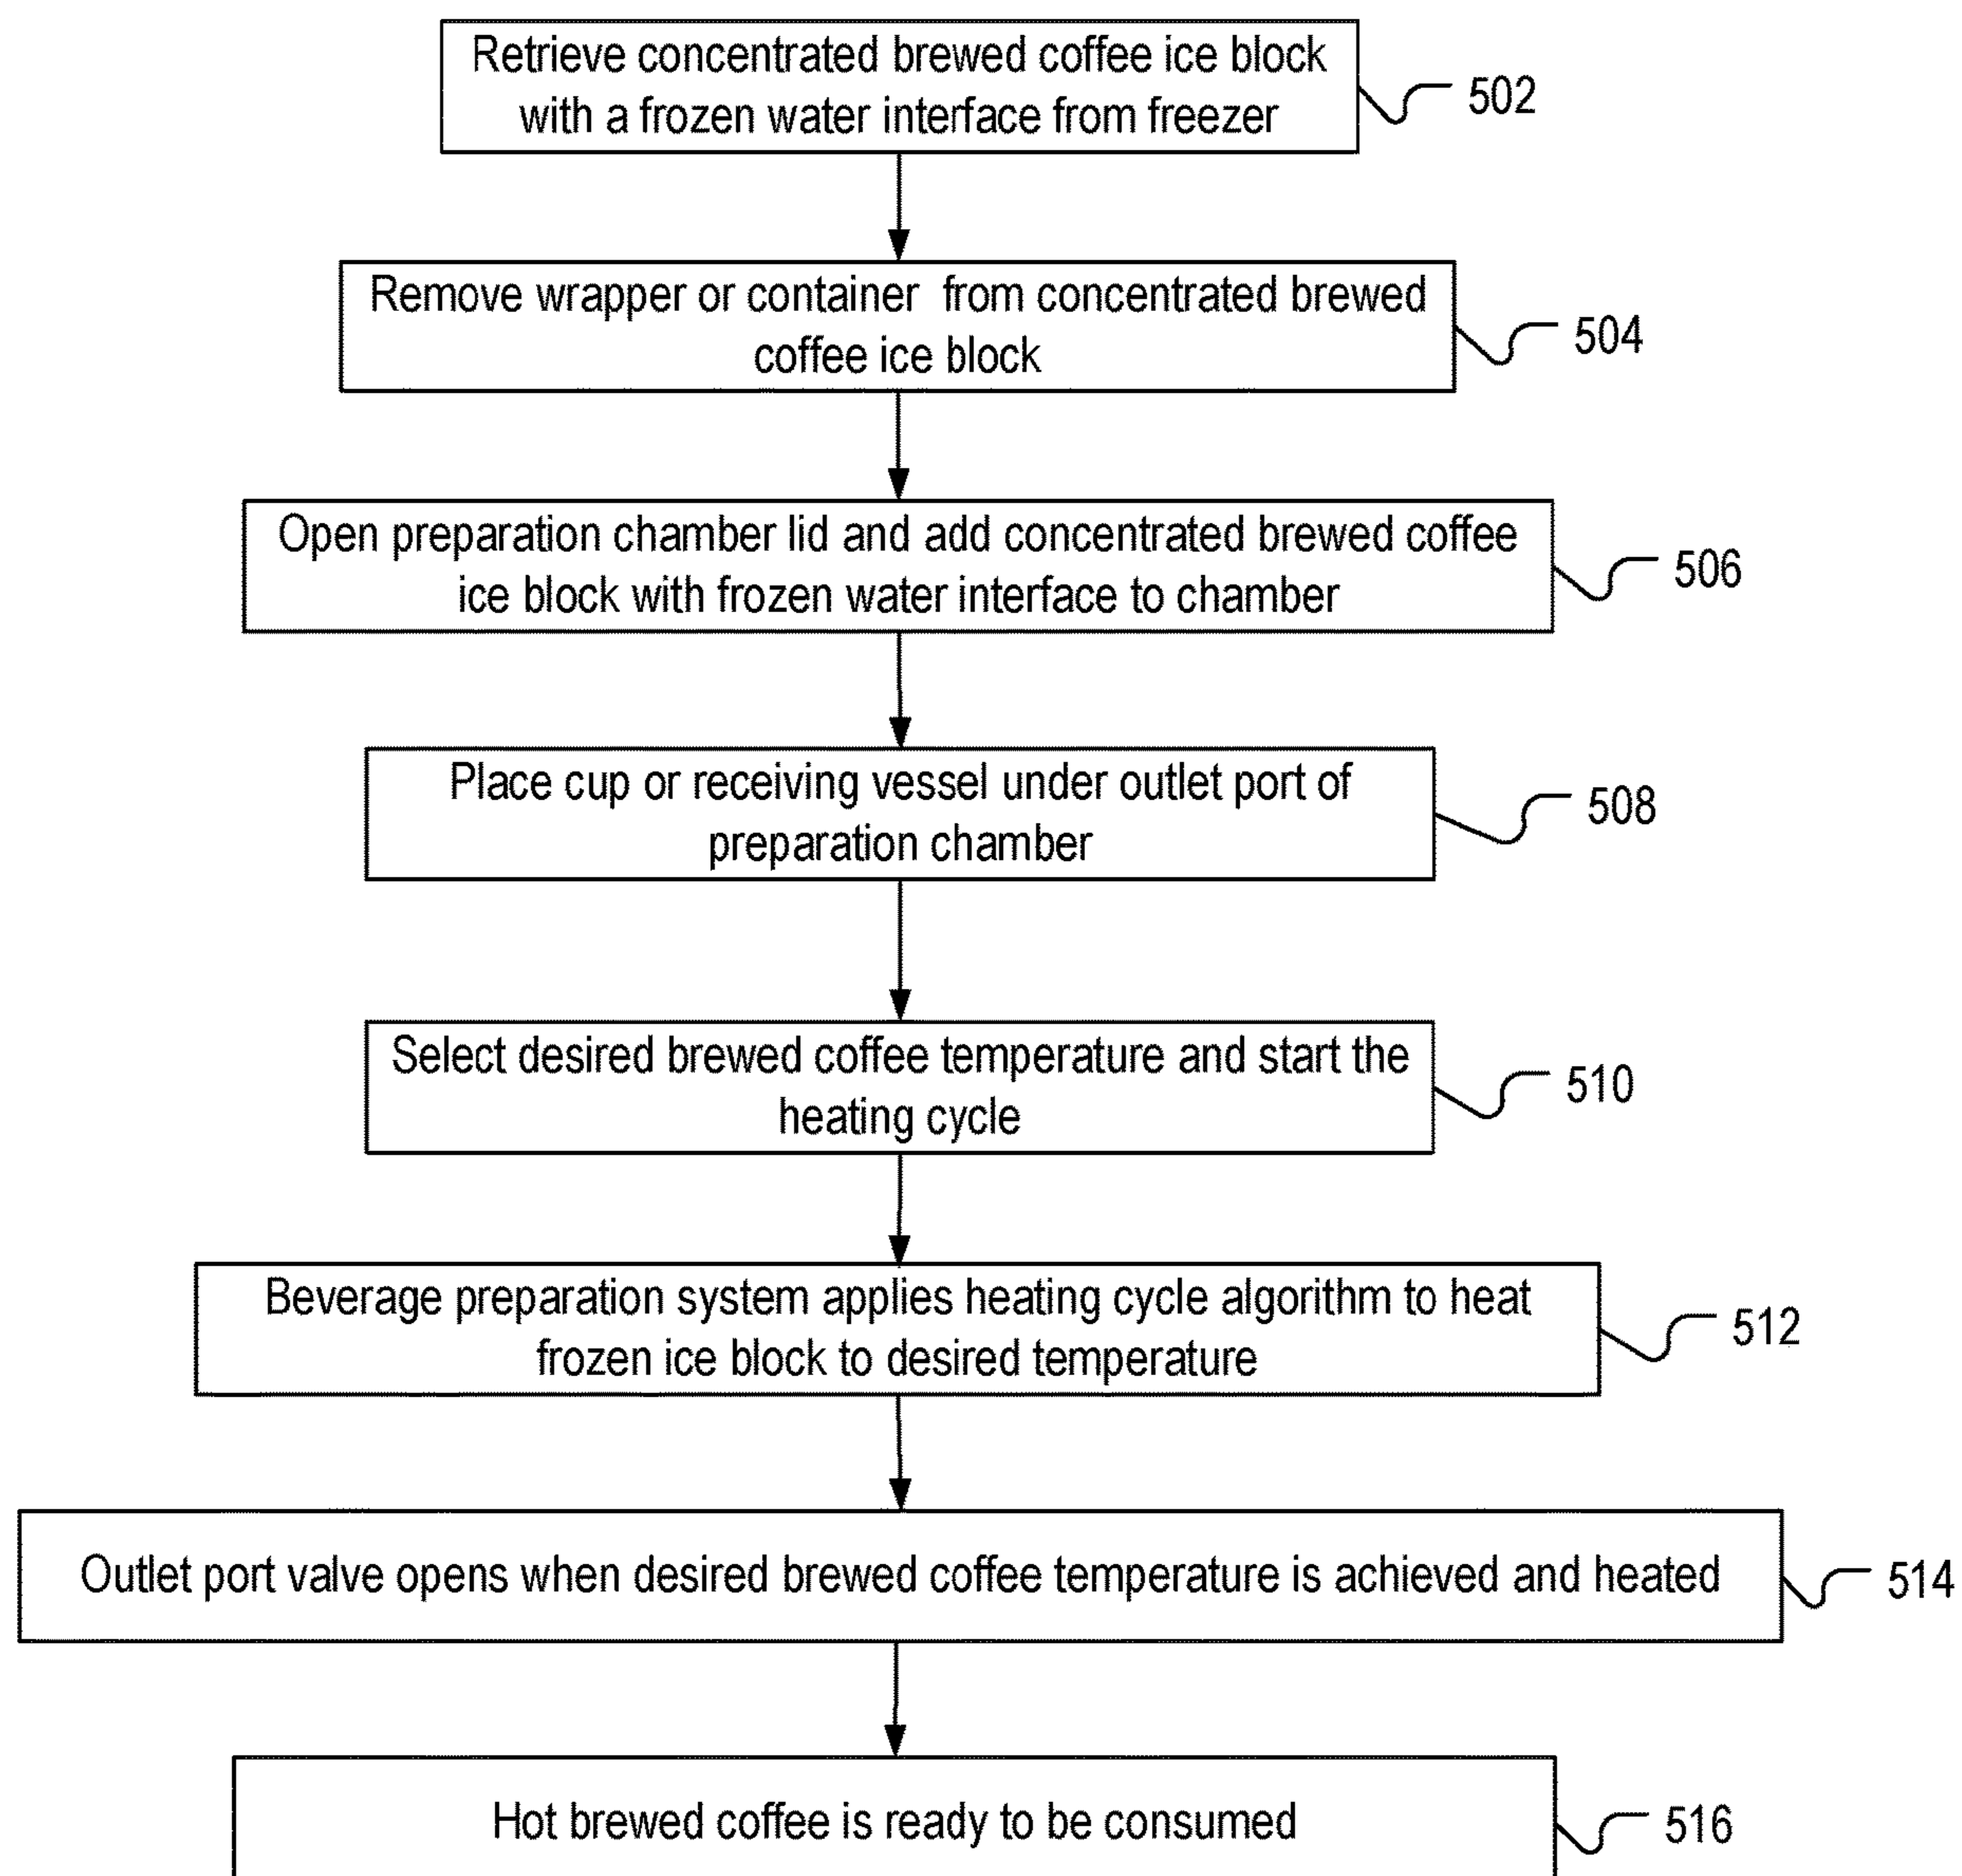 Retrieve concentrated brewed coffee ice block
with a frozen water interface from freezer
502
Remove wrapper or container from concentrated brewed
coffee ice block
504
Open preparation chamber lid and add concentrated brewed coffee
ice block with frozen water interface to chamber
506
Place cup or receiving vessel under outlet port of
preparation chamber
508
Select desired brewed coffee temperature and start the
heating cycle
510
Beverage preparation system applies heating cycle algorithm to heat
frozen ice block to desired temperature
512
Outlet port valve opens when desired brewed coffee temperature is achieved and heated
514
Hot brewed coffee is ready to be consumed
516